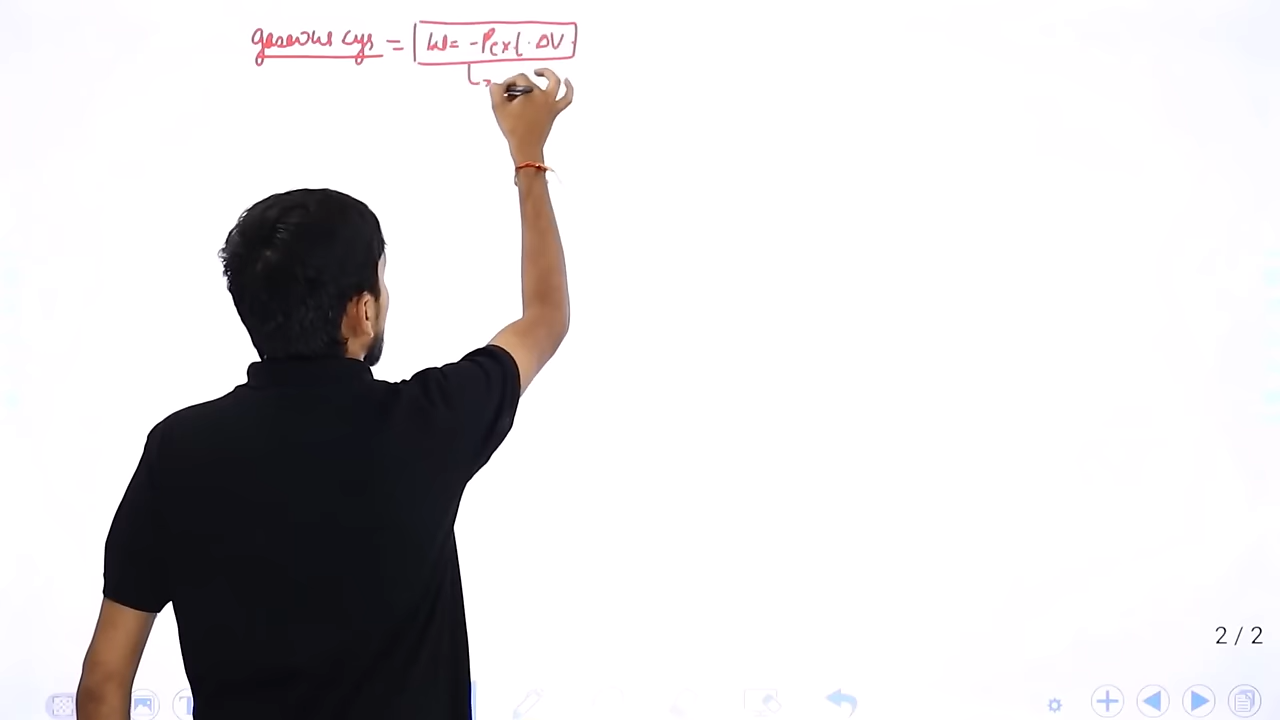 gaseous sys = W= -Pext. ΔV.
2 / 2